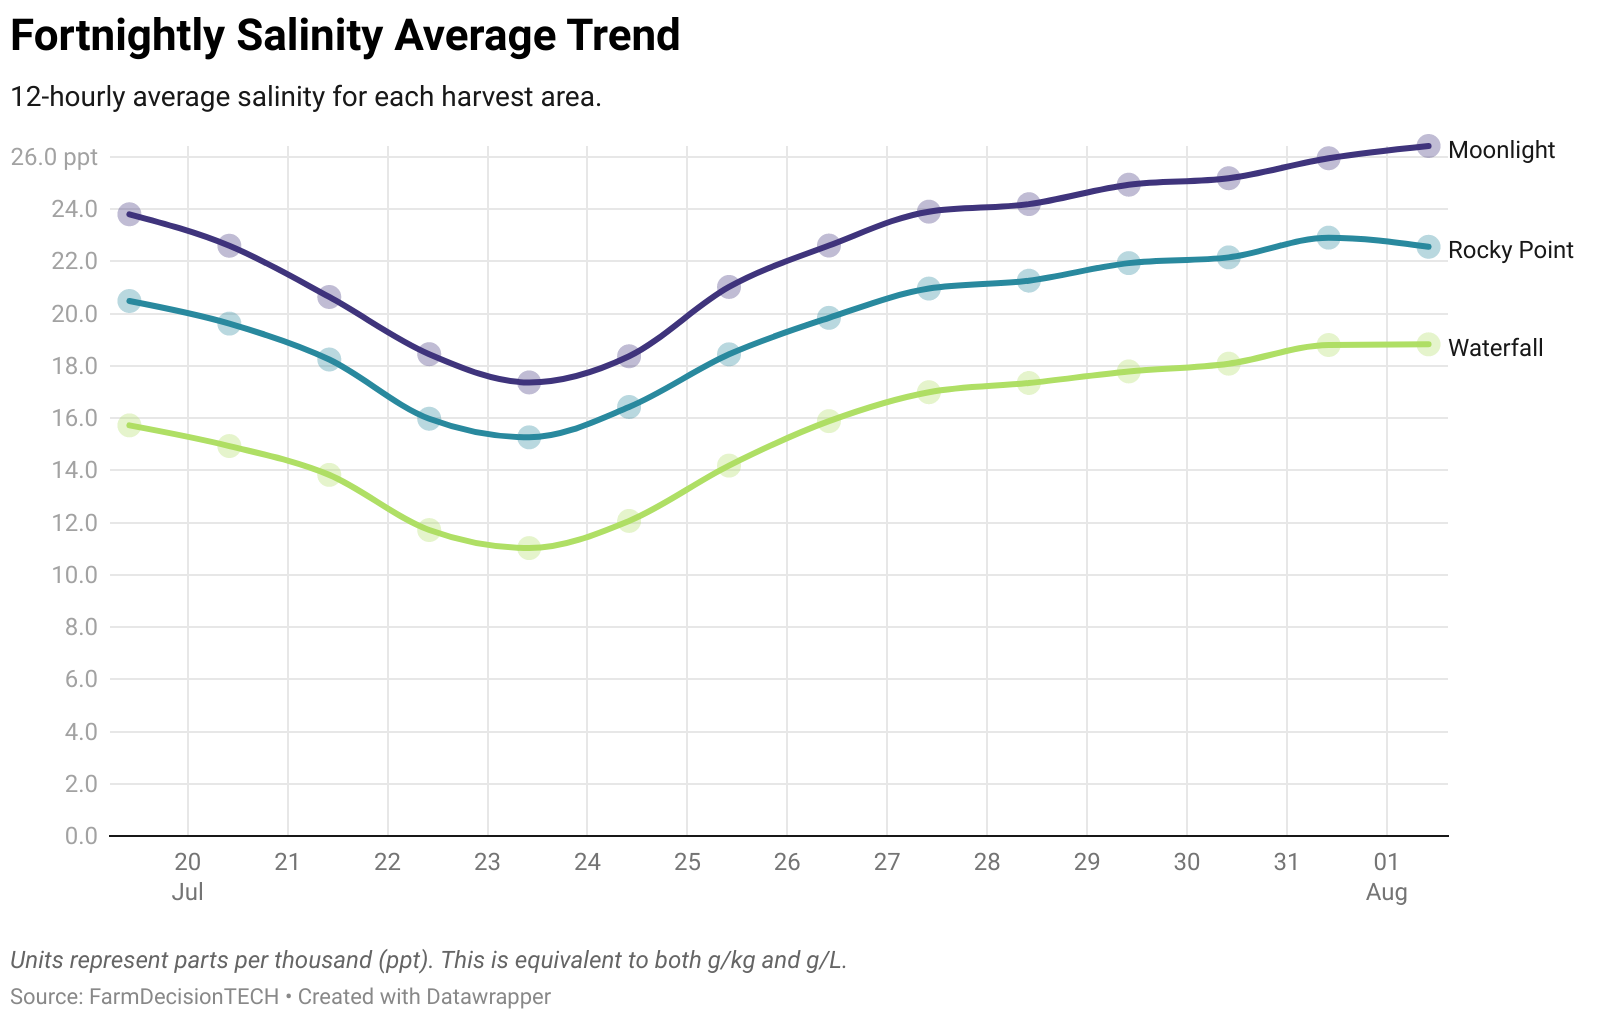 Fortnightly Salinity Average Trend
12-hourly average salinity for each harvest area.
26.0 ppt
24.0
22.0
20.0
18.0
16.0
14.0
12.0
10.0
8.0
6.0
4.0
2.0
0.0
Moonlight
Rocky Point
Waterfall
20 21 22 23 24 25 26 27 28 29 30 31 01
Jul Aug
Units represent parts per thousand (ppt). This is equivalent to both g/kg and g/L.
Source: FarmDecisionTECH • Created with Datawrapper